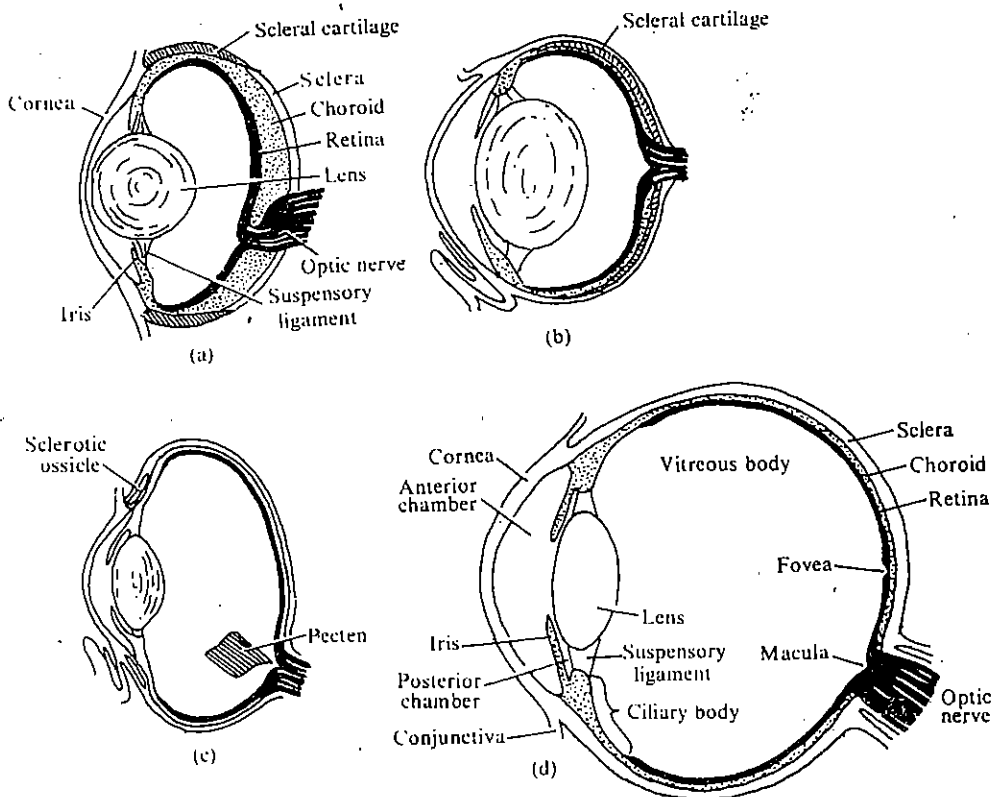 Scleral cartilage
Sclera
Choroid
Retina
Lens
Cornea
Optic nerve
Suspensory
ligament
Iris
(a)
Scleral cartilage
(b)
Sclerotic
ossicle
Pecten
(c)
Cornea
Anterior
chamber
Vitreous body
Sclera
Choroid
Retina
Fovea
Lens
Iris
Suspensory
ligament
Macula
Posterior
chamber
Ciliary body
Optic
nerve
Conjunctiva
(d)